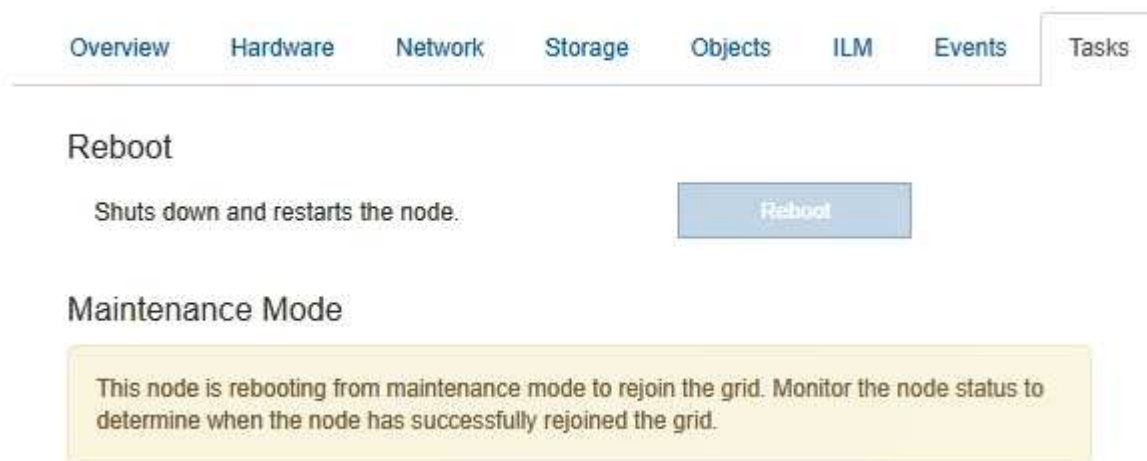 Overview Hardware Network Storage Objects ILM Events Tasks
Reboot
Shuts down and restarts the node. Reboot
Maintenance Mode
This node is rebooting from maintenance mode to rejoin the grid. Monitor the node status to
determine when the node has successfully rejoined the grid.